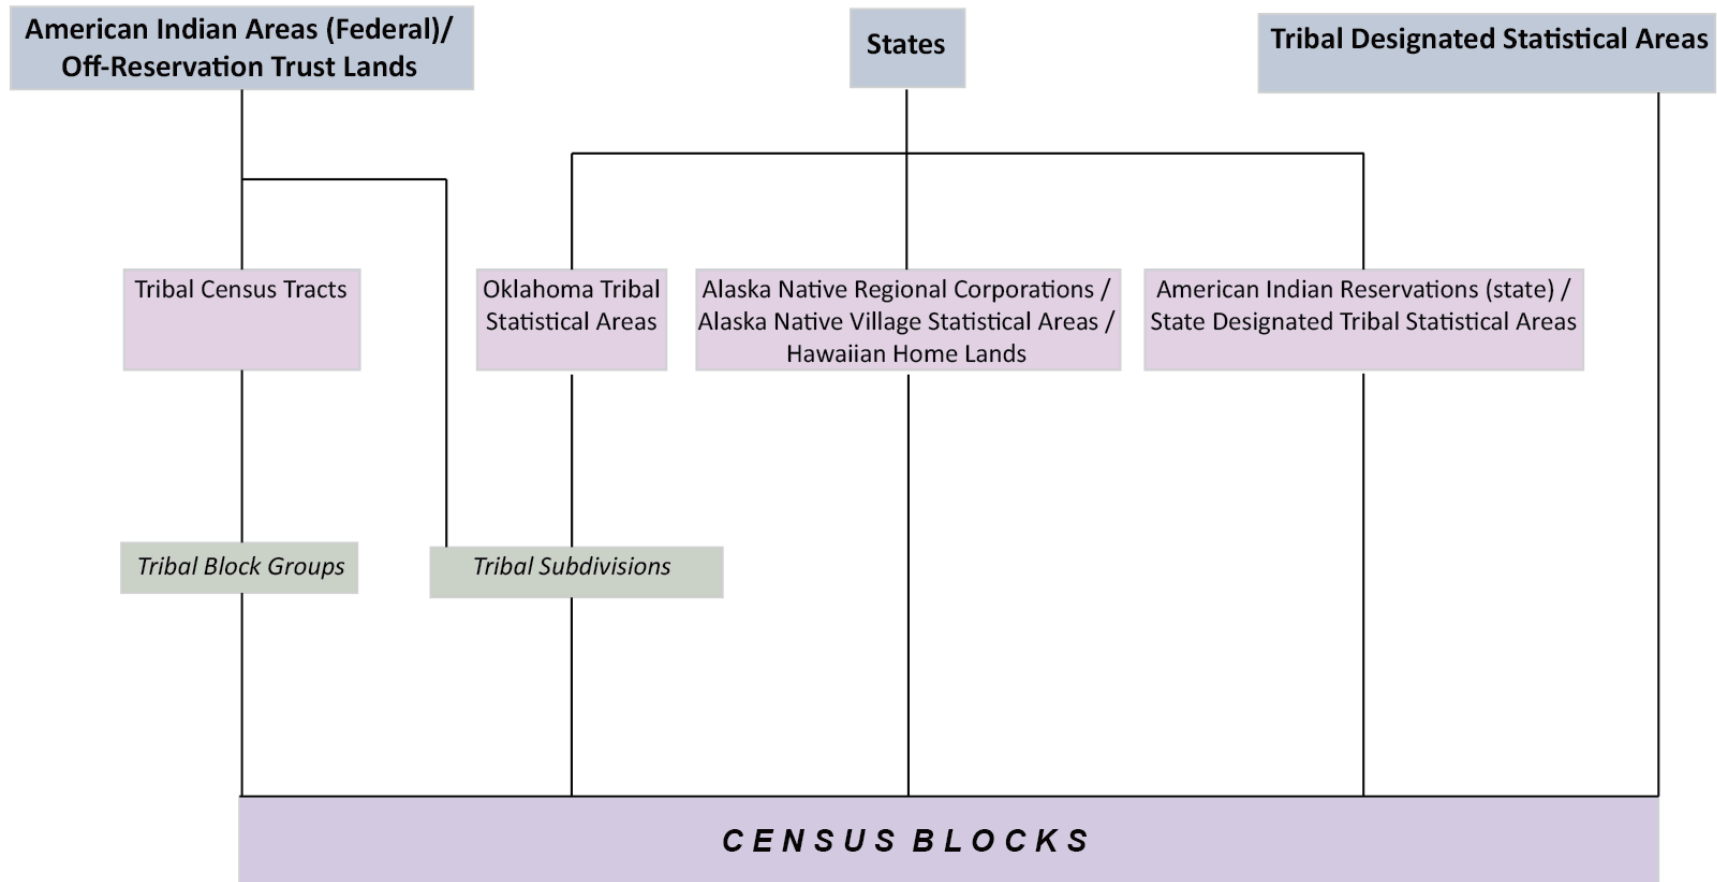 American Indian Areas (Federal)/
Off-Reservation Trust Lands
States
Tribal Designated Statistical Areas
Tribal Census Tracts
Oklahoma Tribal
Statistical Areas
Alaska Native Regional Corporations /
Alaska Native Village Statistical Areas /
Hawaiian Home Lands
American Indian Reservations (state) /
State Designated Tribal Statistical Areas
Tribal Block Groups
Tribal Subdivisions
CENSUS BLOCKS